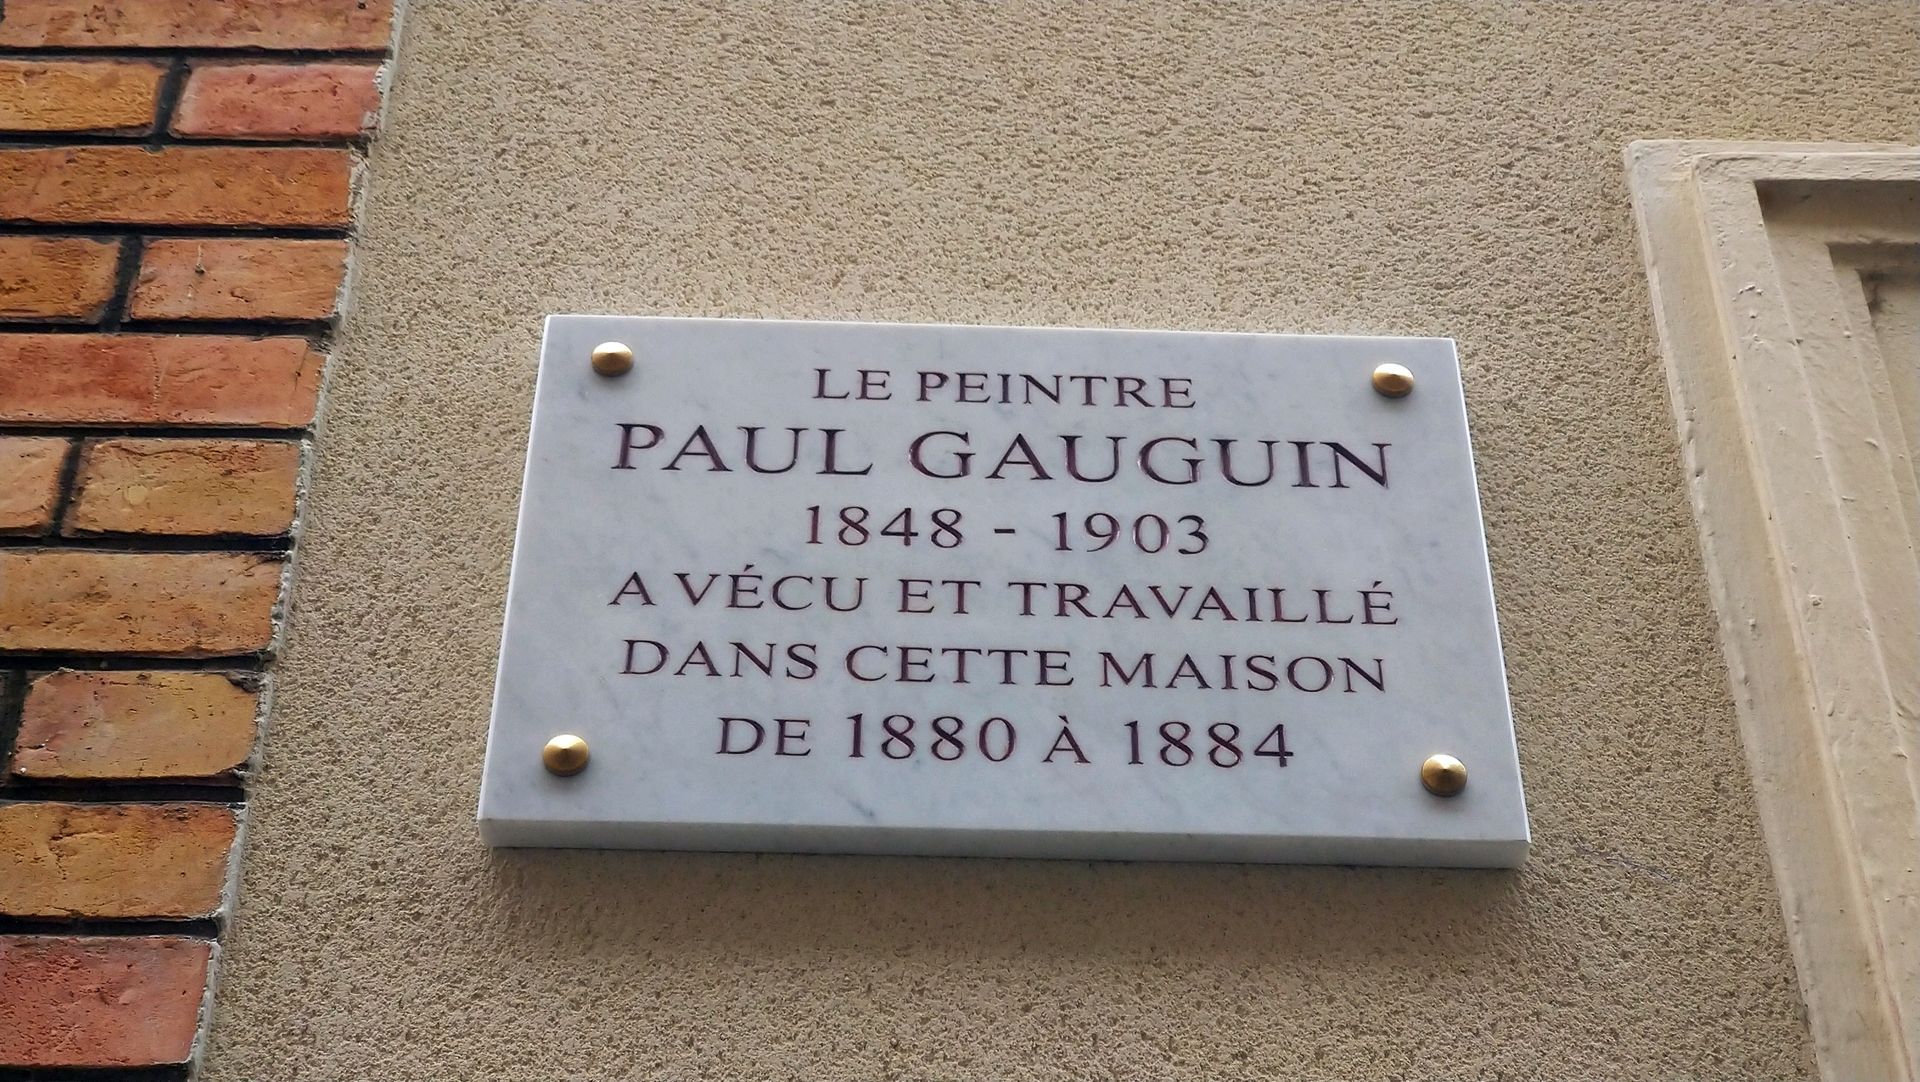 LE PEINTRE
PAUL GAUGUIN
1848 - 1903
A VÉCU ET TRAVAILLÉ
DANS CETTE MAISON
DE 1880 À 1884